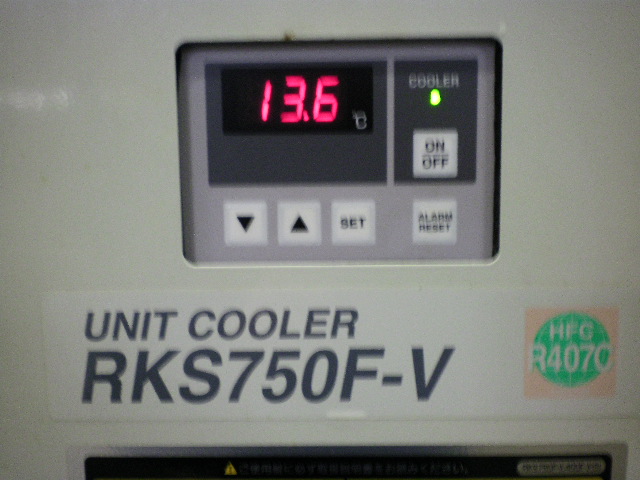 13.6
℃
COOLER
ON
OFF
▼ ▲ SET
ALARM
RESET
UNIT COOLER
RKS750F-V
HFC
R407C